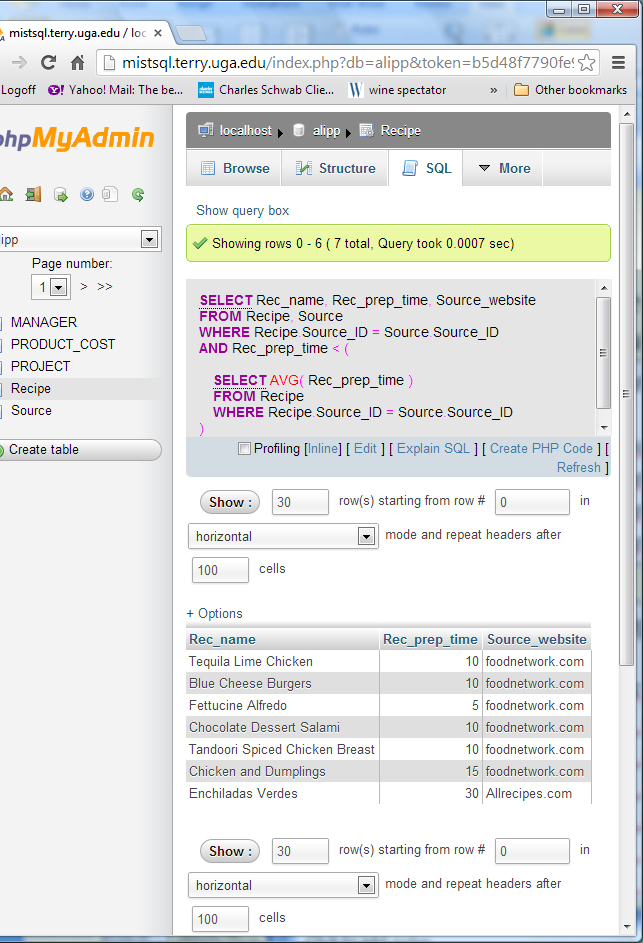 mistsql.terry.uga.edu / loc
mistsql.terry.uga.edu/index.php?db=alipp&token=b5d48f7790fe9
Logoff Yahoo! Mail: The be... Charles Schwab Clie... W wine spectator » Other bookmarks
phpMyAdmin
lipp
Page number:
1 > >>
MANAGER
PRODUCT_COST
PROJECT
Recipe
Source
Create table
localhost alipp Recipe
Browse Structure SQL More
Show query box
Showing rows 0 - 6 ( 7 total, Query took 0.0007 sec)
SELECT Rec_name, Rec_prep_time, Source_website
FROM Recipe, Source
WHERE Recipe.Source_ID = Source.Source_ID
AND Rec_prep_time < (
SELECT AVG( Rec_prep_time )
FROM Recipe
WHERE Recipe.Source_ID = Source.Source_ID
)
Profiling [Inline] [ Edit ] [ Explain SQL ] [ Create PHP Code ] [
Refresh ]
Show : 30 row(s) starting from row # 0 in
horizontal mode and repeat headers after
100 cells
+ Options
Rec_name Rec_prep_time Source_website
Tequila Lime Chicken 10 foodnetwork.com
Blue Cheese Burgers 10 foodnetwork.com
Fettucine Alfredo 5 foodnetwork.com
Chocolate Dessert Salami 10 foodnetwork.com
Tandoori Spiced Chicken Breast 10 foodnetwork.com
Chicken and Dumplings 15 foodnetwork.com
Enchiladas Verdes 30 Allrecipes.com
Show : 30 row(s) starting from row # 0 in
horizontal mode and repeat headers after
100 cells